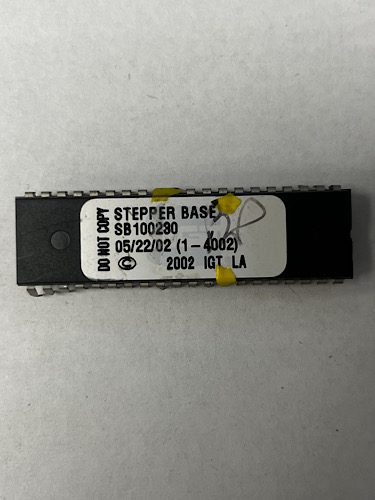 DO NOT COPY
STEPPER BASE
SB100230
05/22/02 (1-4002)
© 2002 IGT LA